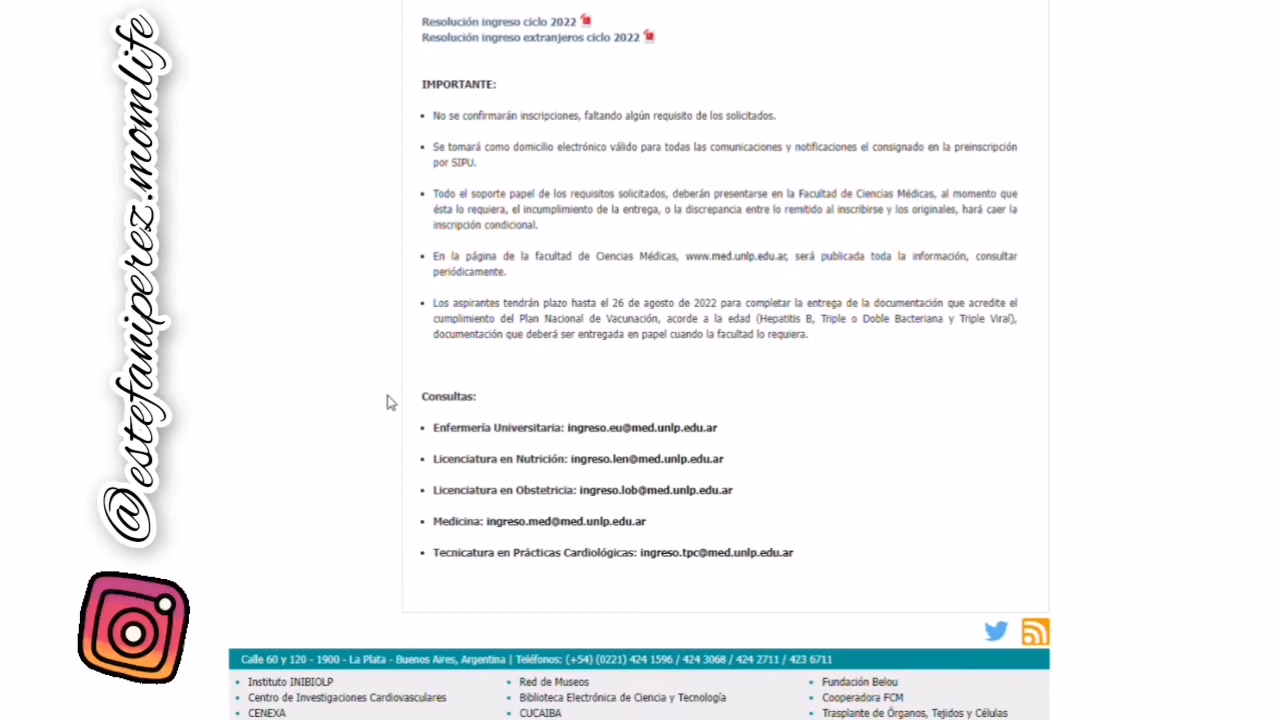 @estefaniperez.momlife
Resolución ingreso ciclo 2022
Resolución ingreso extranjeros ciclo 2022
IMPORTANTE:
• No se confirmarán inscripciones, faltando algún requisito de los solicitados.
• Se tomará como domicilio electrónico válido para todas las comunicaciones y notificaciones el consignado en la preinscripción
por SIPU.
• Todo el soporte papel de los requisitos solicitados, deberán presentarse en la Facultad de Ciencias Médicas, al momento que
ésta lo requiera, el incumplimiento de la entrega, o la discrepancia entre lo remitido al inscribirse y los originales, hará caer la
inscripción condicional.
• En la página de la facultad de Ciencias Médicas, www.med.unlp.edu.ar, será publicada toda la información, consultar
periódicamente.
• Los aspirantes tendrán plazo hasta el 26 de agosto de 2022 para completar la entrega de la documentación que acredite el
cumplimiento del Plan Nacional de Vacunación, acorde a la edad (Hepatitis B, Triple o Doble Bacteriana y Triple Viral),
documentación que deberá ser entregada en papel cuando la facultad lo requiera.
Consultas:
• Enfermería Universitaria: ingreso.eu@med.unlp.edu.ar
• Licenciatura en Nutrición: ingreso.len@med.unlp.edu.ar
• Licenciatura en Obstetricia: ingreso.lob@med.unlp.edu.ar
• Medicina: ingreso.med@med.unlp.edu.ar
• Tecnicatura en Prácticas Cardiológicas: ingreso.tpc@med.unlp.edu.ar
Calle 60 y 120 - 1900 - La Plata - Buenos Aires, Argentina | Teléfonos: (+54) (0221) 424 1596 / 424 3068 / 424 2711 / 423 6711
• Instituto INIBIOLP
• Centro de Investigaciones Cardiovasculares
• CENEXA
• Red de Museos
• Biblioteca Electrónica de Ciencia y Tecnología
• CUCAIBA
• Fundación Belou
• Cooperadora FCM
• Trasplante de Órganos, Tejidos y Células